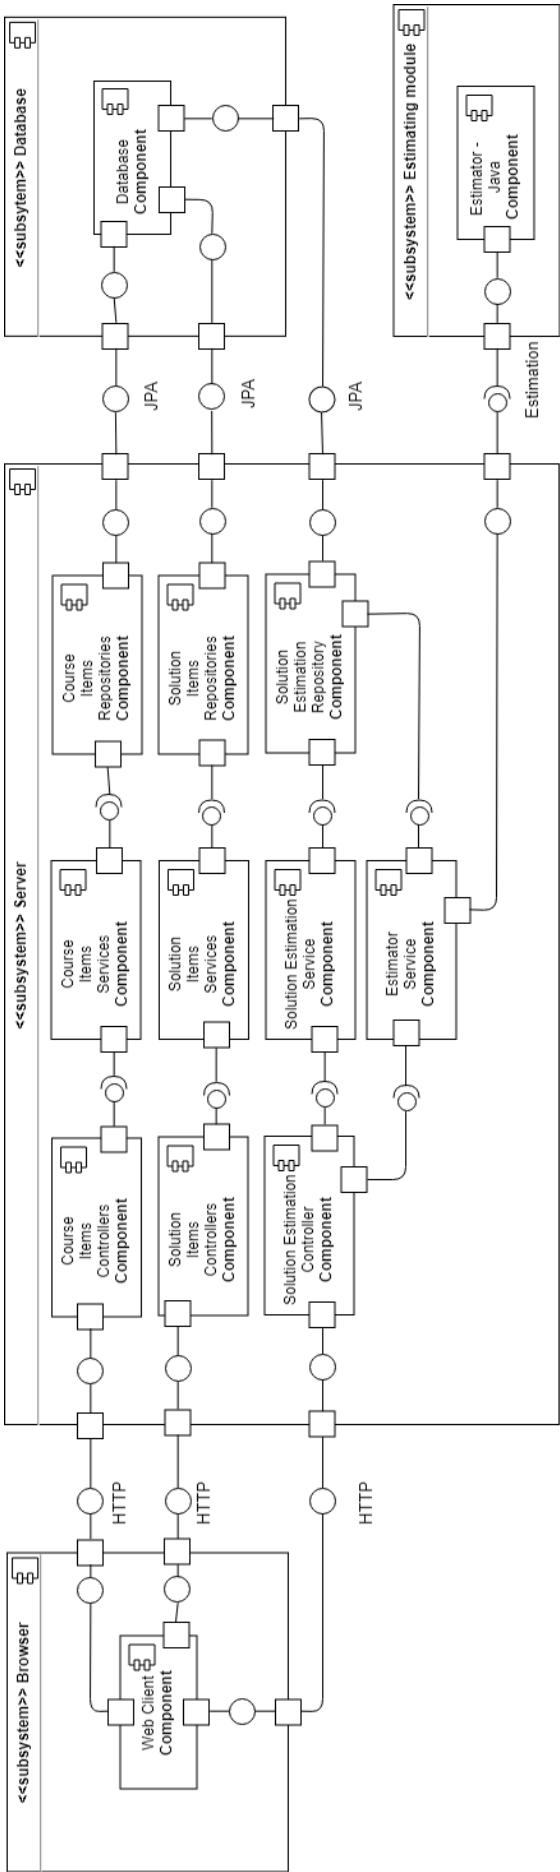 <<subsystem>> Browser
Web Client
Component
HTTP
HTTP
HTTP
<<subsystem>> Server
Course
Items
Controllers
Component
Solution
Items
Controllers
Component
Solution Estimation
Controller
Component
Course
Items
Services
Component
Solution
Items
Services
Component
Solution Estimation
Service
Component
Estimator
Service
Component
Course
Items
Repositories
Component
Solution
Items
Repositories
Component
Solution
Estimation
Repository
Component
JPA
JPA
JPA
Estimation
<<subsytem>> Database
Database
Component
<<subsystem>> Estimating module
Estimator -
Java
Component